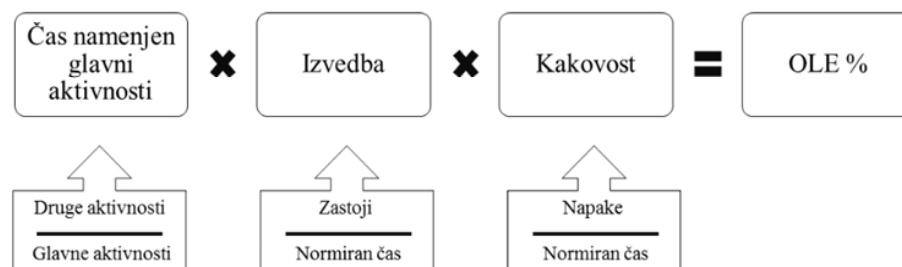 Čas namenjen
glavni
aktivnosti
✖
Izvedba
✖
Kakovost
=
OLE %
Druge aktivnosti
Glavne aktivnosti
Zastoji
Normiran čas
Napake
Normiran čas